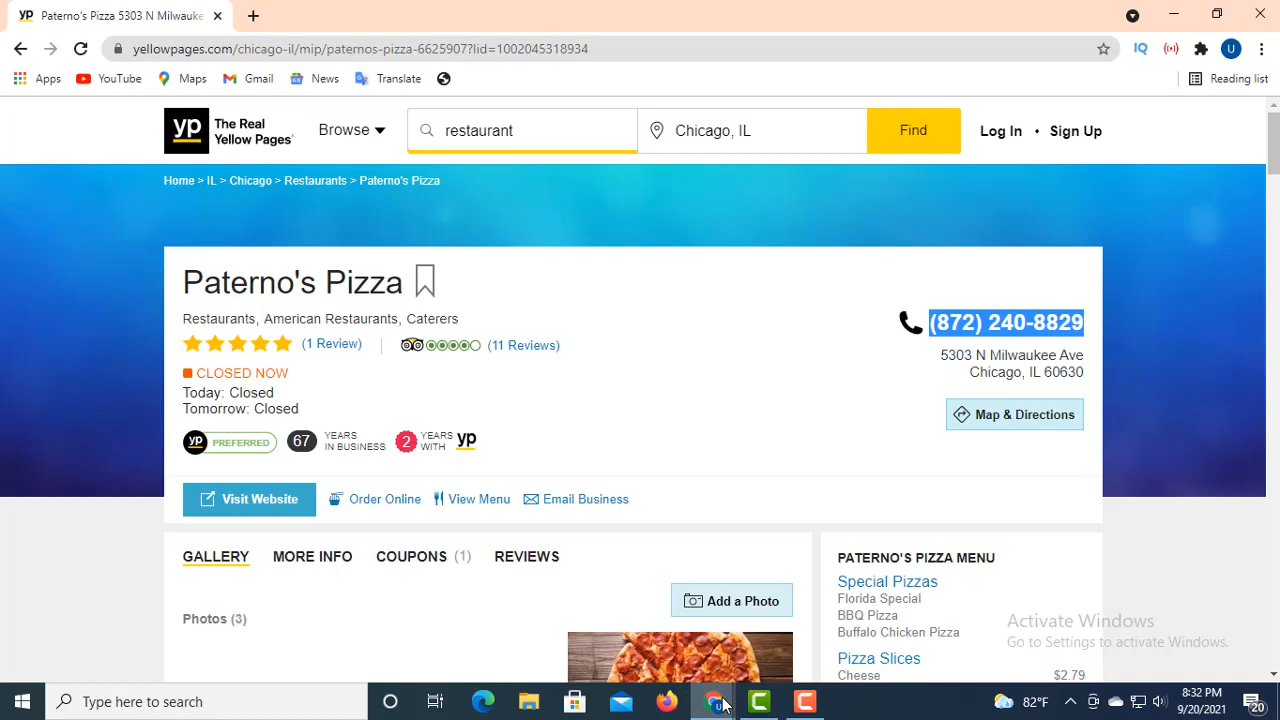 Paterno's Pizza 5303 N Milwauke
yellowpages.com/chicago-il/mip/paternos-pizza-6625907?lid=1002045318934
IQ
U
Apps YouTube Maps Gmail News Translate Reading list
yp The Real Yellow Pages
Browse
restaurant
Chicago, IL
Find
Log In • Sign Up
Home > IL > Chicago > Restaurants > Paterno's Pizza
Paterno's Pizza
Restaurants, American Restaurants, Caterers
(1 Review) (11 Reviews)
CLOSED NOW
Today: Closed
Tomorrow: Closed
yp PREFERRED 67 YEARS IN BUSINESS 2 YEARS WITH yp
(872) 240-8829
5303 N Milwaukee Ave
Chicago, IL 60630
Map & Directions
Visit Website Order Online View Menu Email Business
GALLERY MORE INFO COUPONS (1) REVIEWS
Add a Photo
Photos (3)
PATERNO'S PIZZA MENU
Special Pizzas
Florida Special
BBQ Pizza
Buffalo Chicken Pizza
Pizza Slices
Cheese $2.79
Activate Windows
Go to Settings to activate Windows.
Type here to search
82°F
8:32 PM
9/20/2021
20